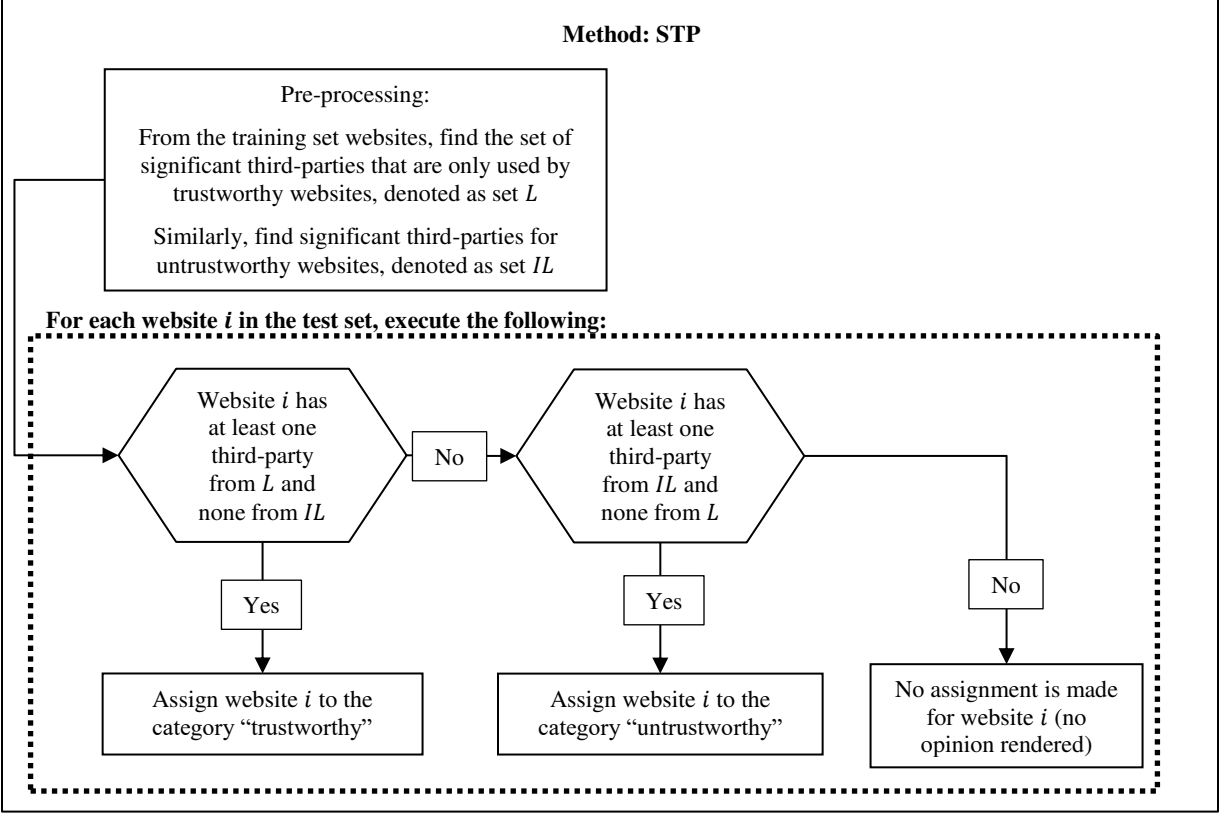 Method: STP
Pre-processing:
From the training set websites, find the set of
significant third-parties that are only used by
trustworthy websites, denoted as set L
Similarly, find significant third-parties for
untrustworthy websites, denoted as set IL
For each website i in the test set, execute the following:
Website i has
at least one
third-party
from L and
none from IL
No
Website i has
at least one
third-party
from IL and
none from L
Yes
Yes
No
Assign website i to the
category “trustworthy”
Assign website i to the
category “untrustworthy”
No assignment is made
for website i (no
opinion rendered)